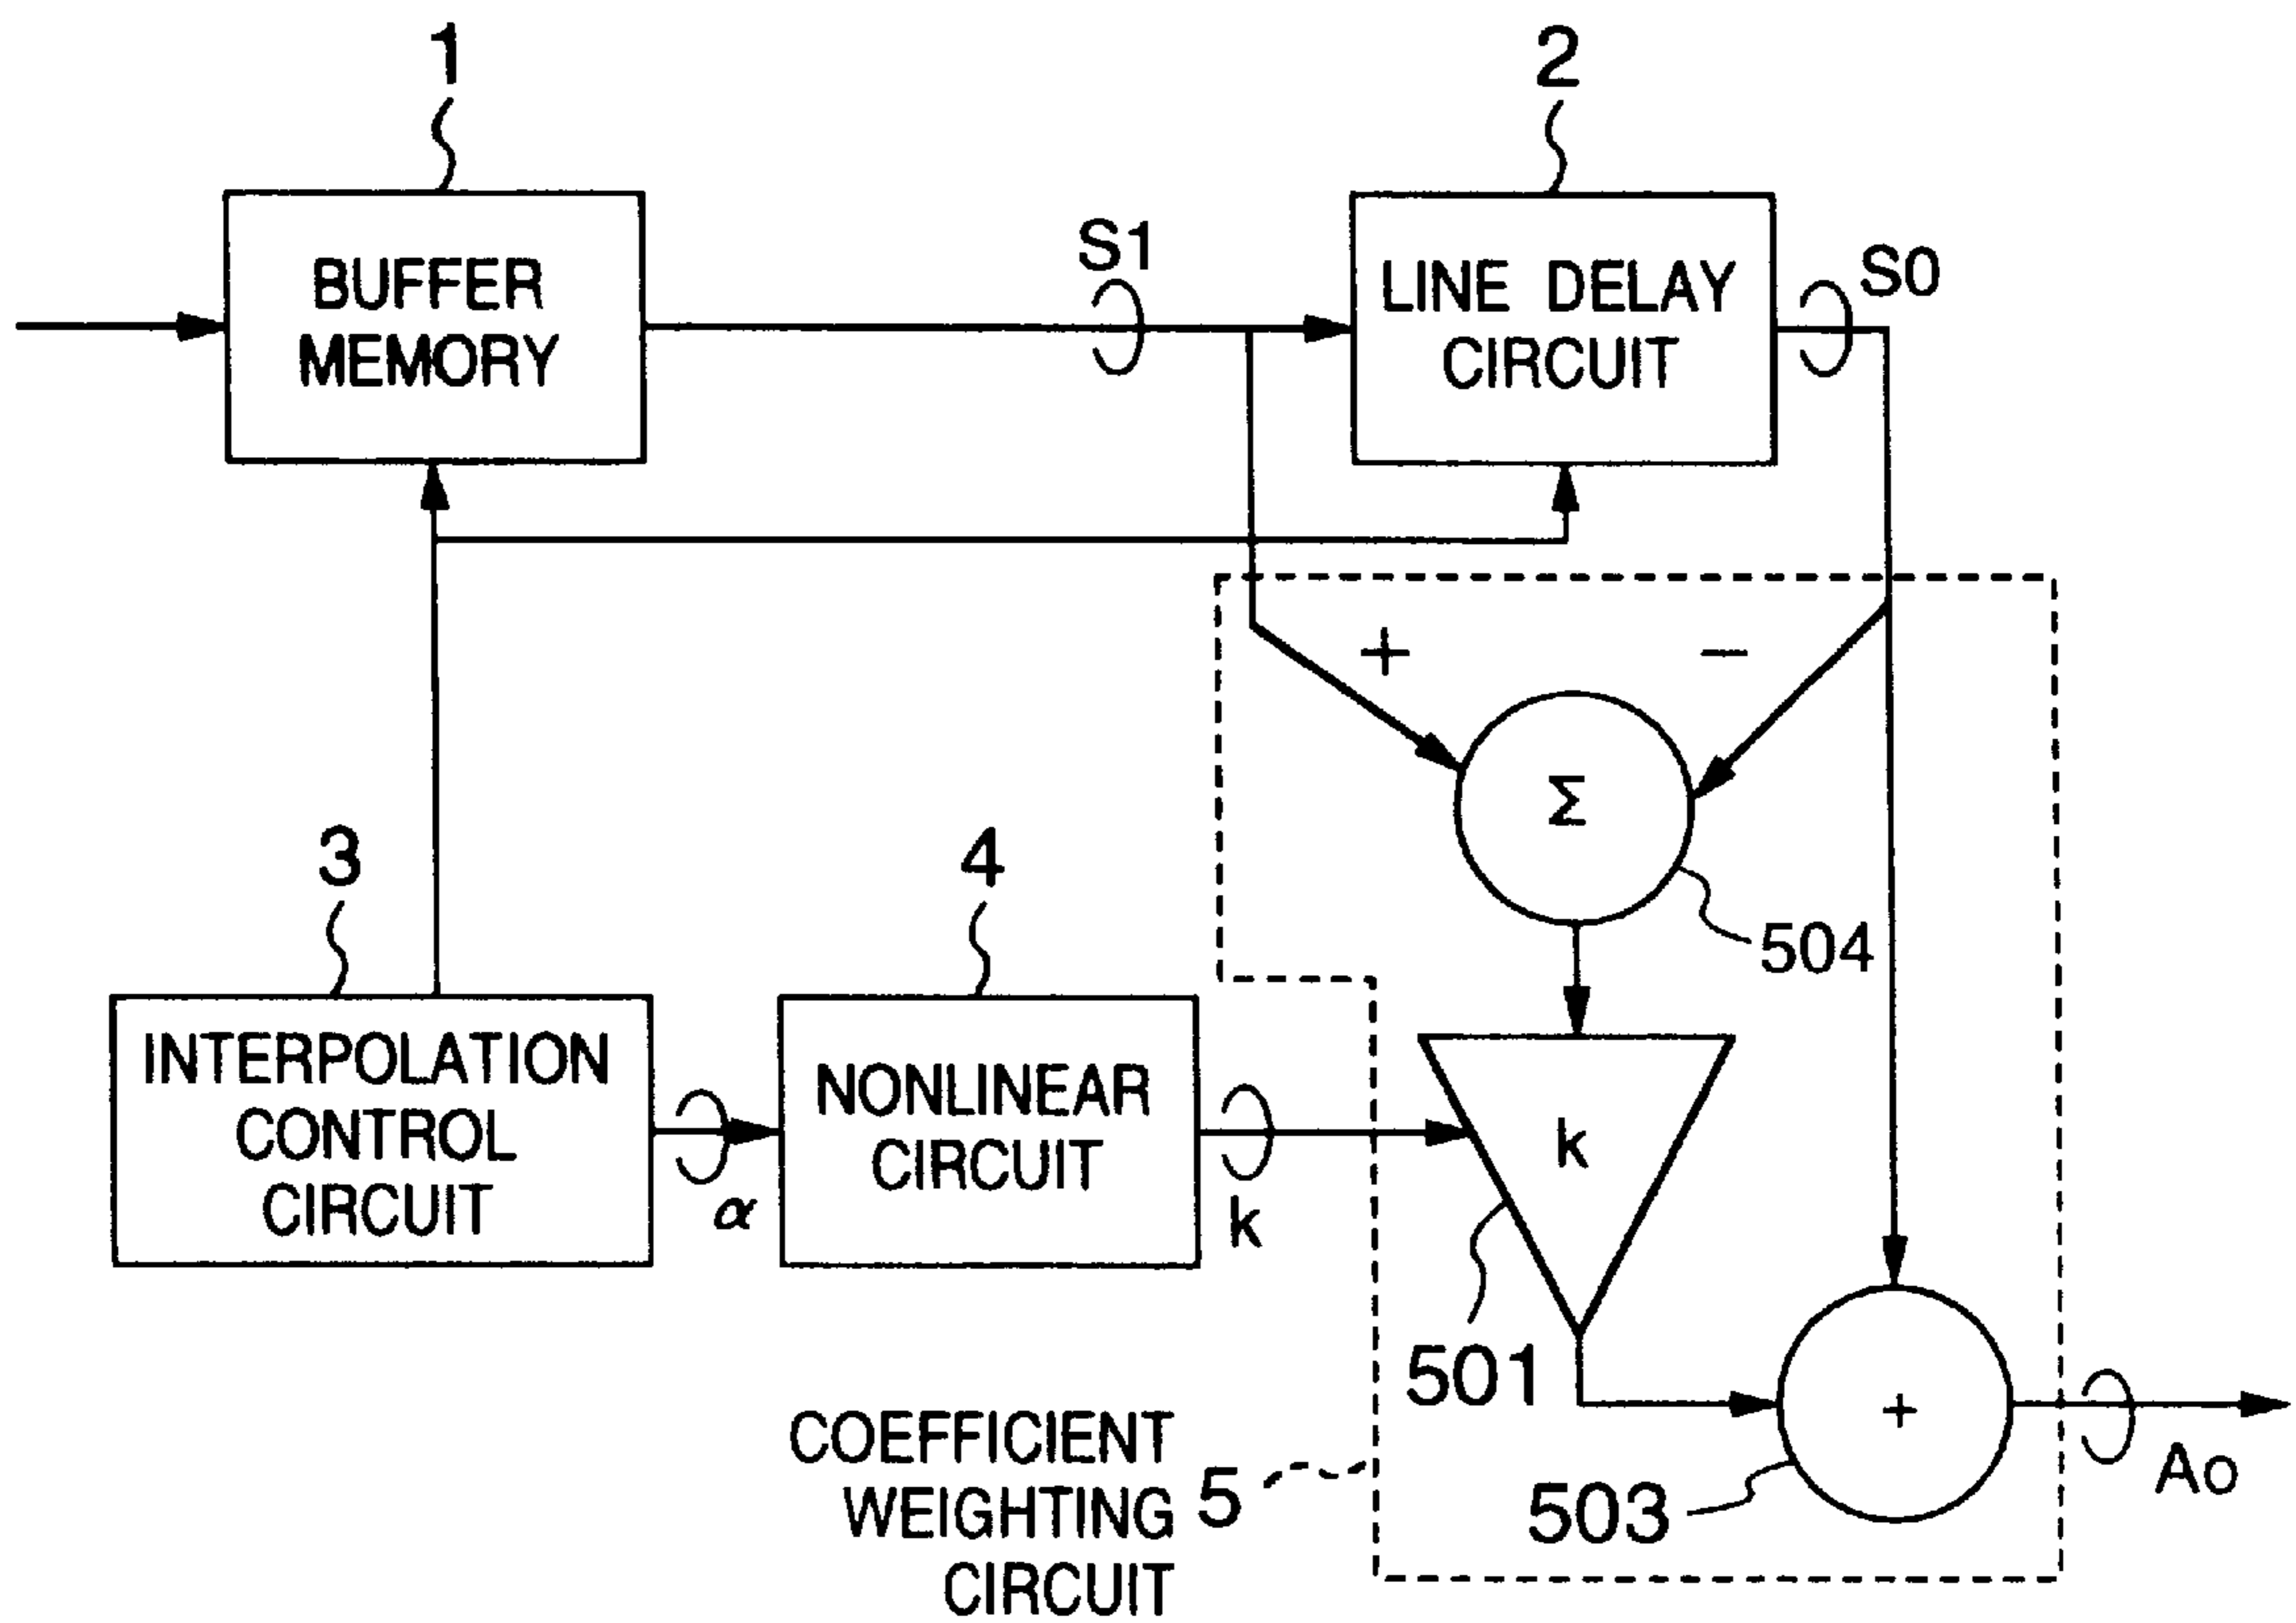 1
2
BUFFER
MEMORY
S1
LINE DELAY
CIRCUIT
S0
+
−
Σ
504
3
4
INTERPOLATION
CONTROL
CIRCUIT
α
NONLINEAR
CIRCUIT
k
k
501
+
503
Ao
COEFFICIENT
WEIGHTING 5
CIRCUIT